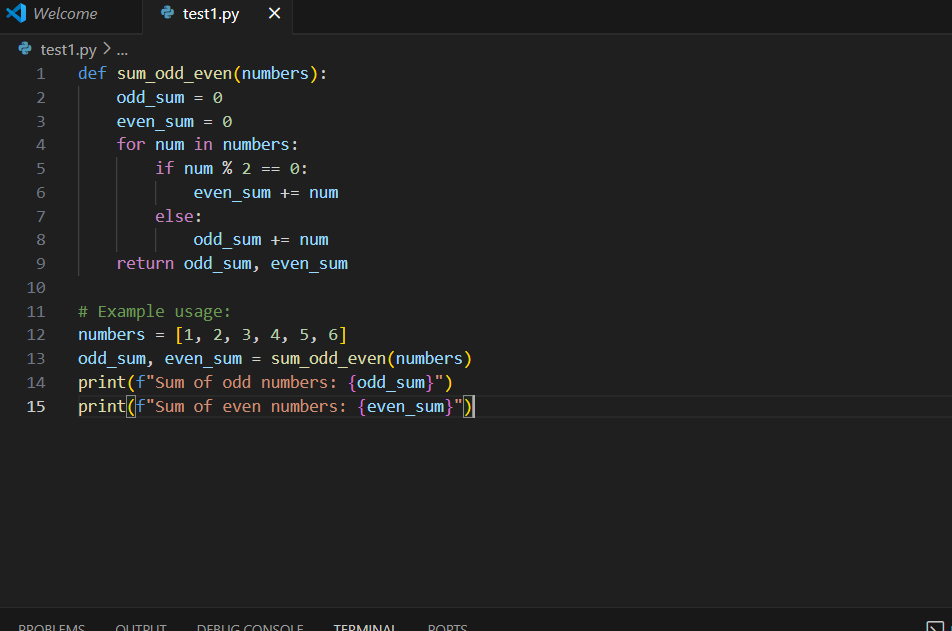 Welcome
test1.py
test1.py > ...
1 def sum_odd_even(numbers):
2     odd_sum = 0
3     even_sum = 0
4     for num in numbers:
5         if num % 2 == 0:
6             even_sum += num
7         else:
8             odd_sum += num
9     return odd_sum, even_sum
10
11 # Example usage:
12 numbers = [1, 2, 3, 4, 5, 6]
13 odd_sum, even_sum = sum_odd_even(numbers)
14 print(f"Sum of odd numbers: {odd_sum}")
15 print(f"Sum of even numbers: {even_sum}")
PROBLEMS OUTPUT DEBUG CONSOLE TERMINAL PORTS